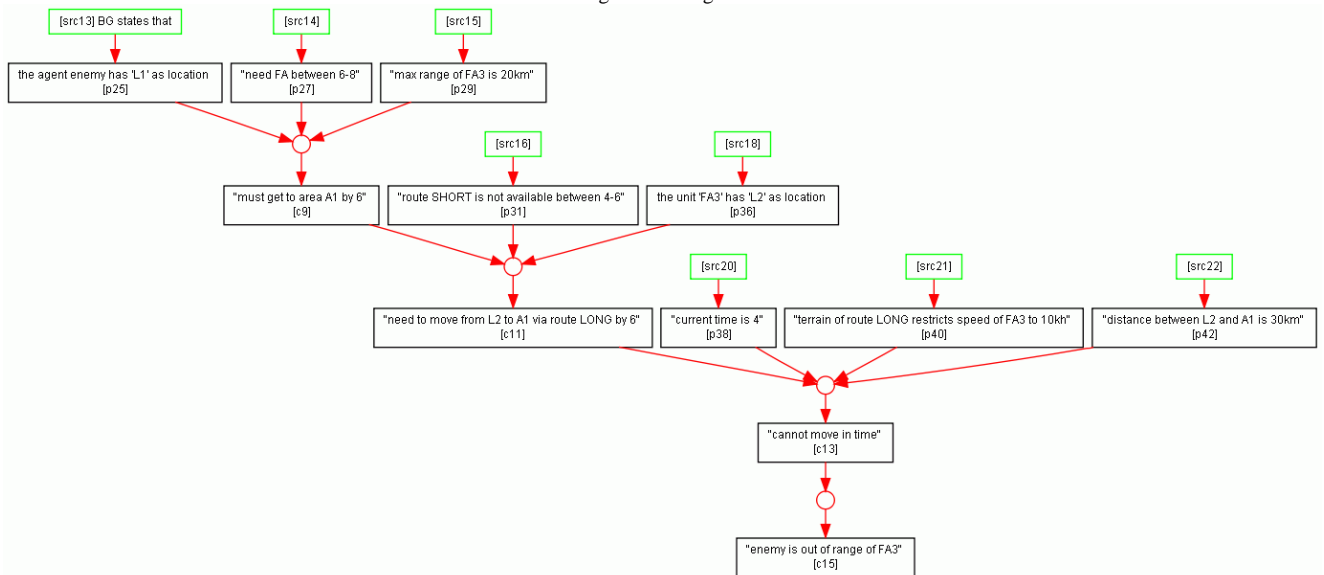 [src13] BG states that
[src14]
[src15]
the agent enemy has 'L1' as location
[p25]
"need FA between 6-8"
[p27]
"max range of FA3 is 20km"
[p29]
[src16]
[src18]
"must get to area A1 by 6"
[c9]
"route SHORT is not available between 4-6"
[p31]
the unit 'FA3' has 'L2' as location
[p36]
[src20]
[src21]
[src22]
"need to move from L2 to A1 via route LONG by 6"
[c11]
"current time is 4"
[p38]
"terrain of route LONG restricts speed of FA3 to 10kh"
[p40]
"distance between L2 and A1 is 30km"
[p42]
"cannot move in time"
[c13]
"enemy is out of range of FA3"
[c15]